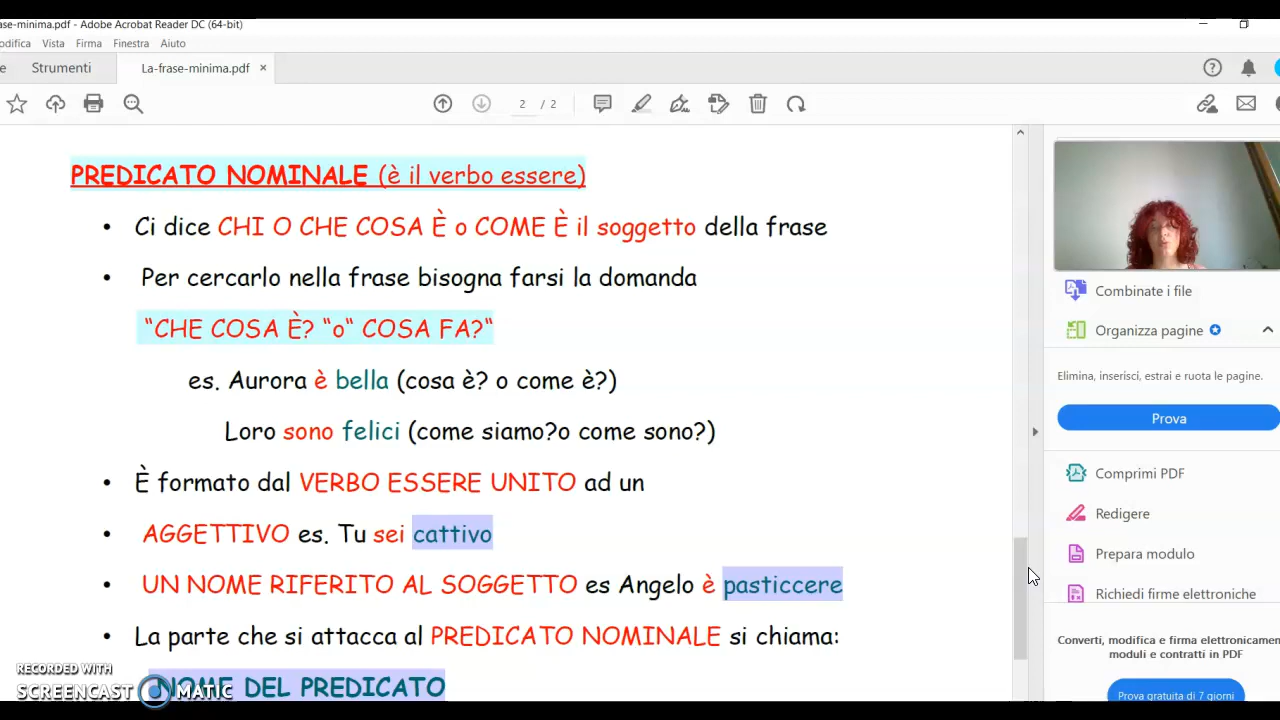 ase-minima.pdf - Adobe Acrobat Reader DC (64-bit)
odifica Vista Firma Finestra Aiuto
e Strumenti La-frase-minima.pdf ×
2 / 2
PREDICATO NOMINALE (è il verbo essere)
• Ci dice CHI O CHE COSA È o COME È il soggetto della frase
• Per cercarlo nella frase bisogna farsi la domanda
“CHE COSA È? “o“ COSA FA?“
es. Aurora è bella (cosa è? o come è?)
Loro sono felici (come siamo?o come sono?)
• È formato dal VERBO ESSERE UNITO ad un
• AGGETTIVO es. Tu sei cattivo
• UN NOME RIFERITO AL SOGGETTO es Angelo è pasticcere
• La parte che si attacca al PREDICATO NOMINALE si chiama:
NOME DEL PREDICATO
Combinate i file
Organizza pagine
Elimina, inserisci, estrai e ruota le pagine.
Prova
Comprimi PDF
Redigere
Prepara modulo
Richiedi firme elettroniche
Converti, modifica e firma elettronicamen
moduli e contratti in PDF
Prova gratuita di 7 giorni
RECORDED WITH
SCREENCAST MATIC